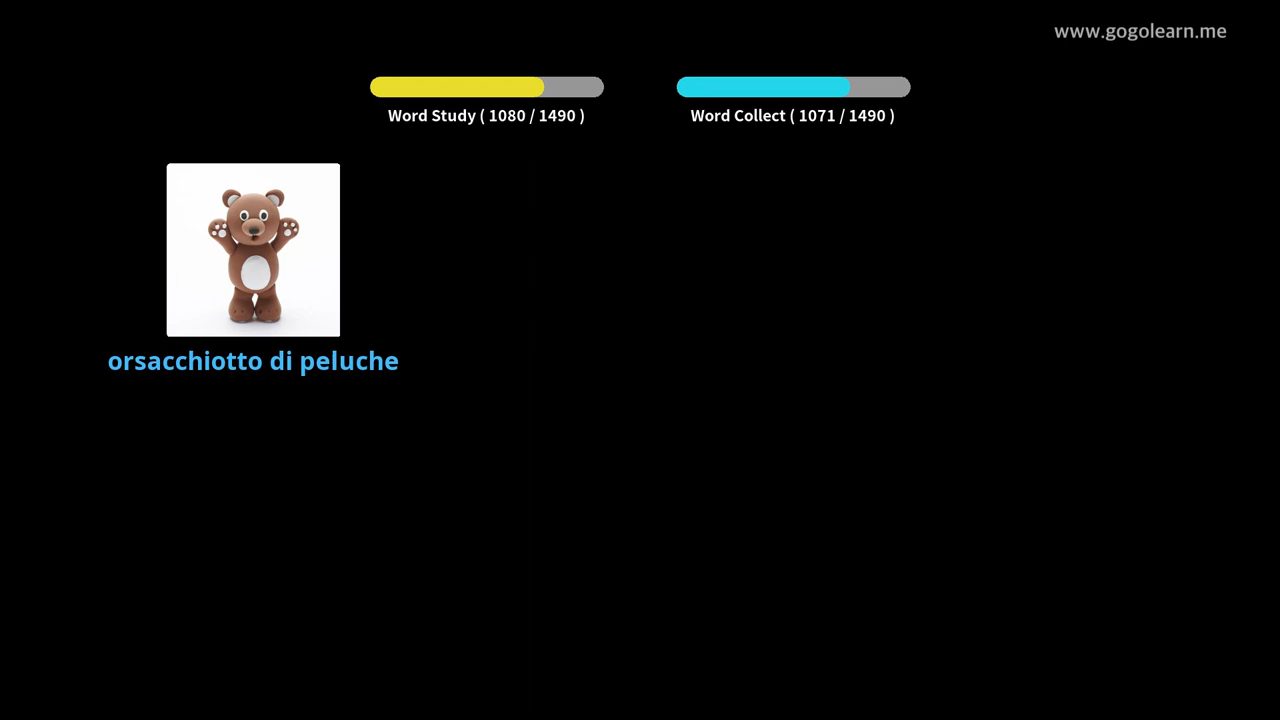 www.gogolearn.me
Word Study ( 1080 / 1490 )
Word Collect ( 1071 / 1490 )
orsacchiotto di peluche